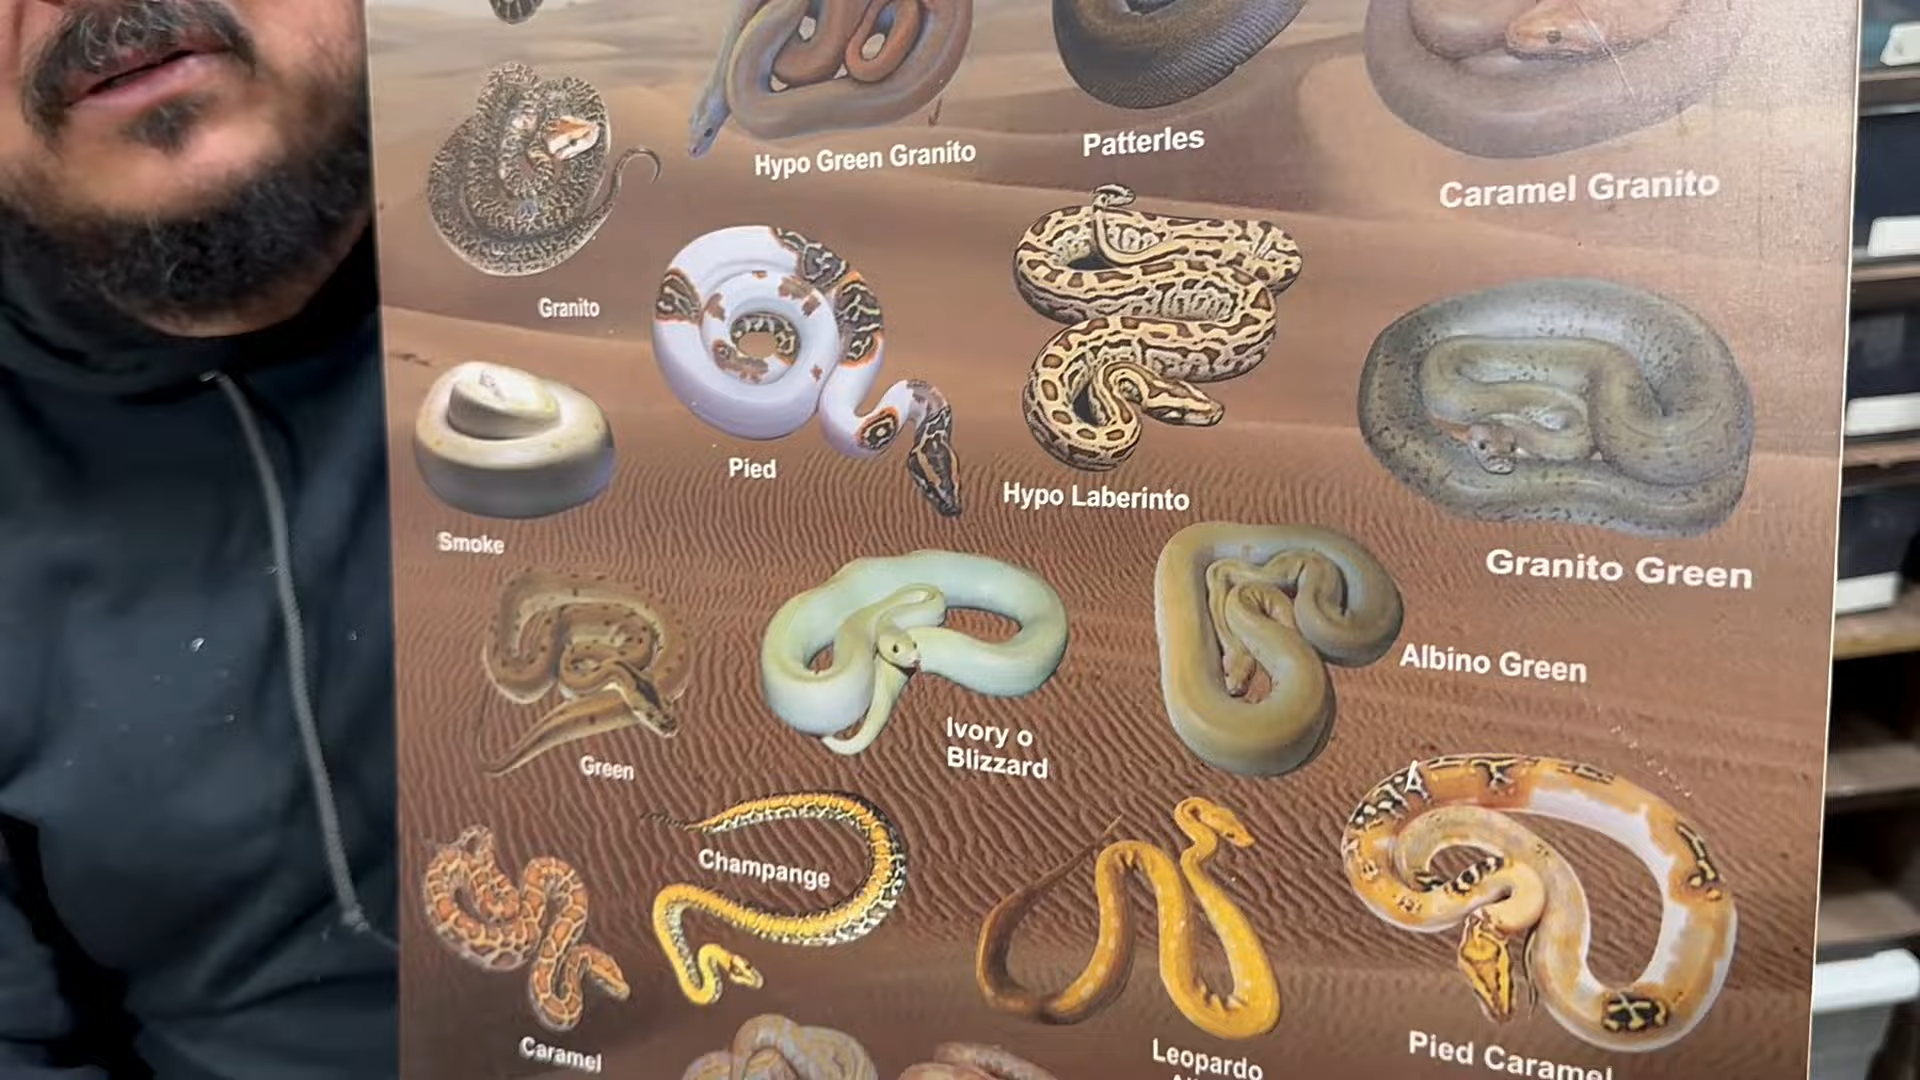 Hypo Green Granito
Patterles
Caramel Granito
Granito
Pied
Hypo Laberinto
Smoke
Granito Green
Albino Green
Ivory o
Blizzard
Green
Champange
Caramel
Leopardo
Pied Caramel